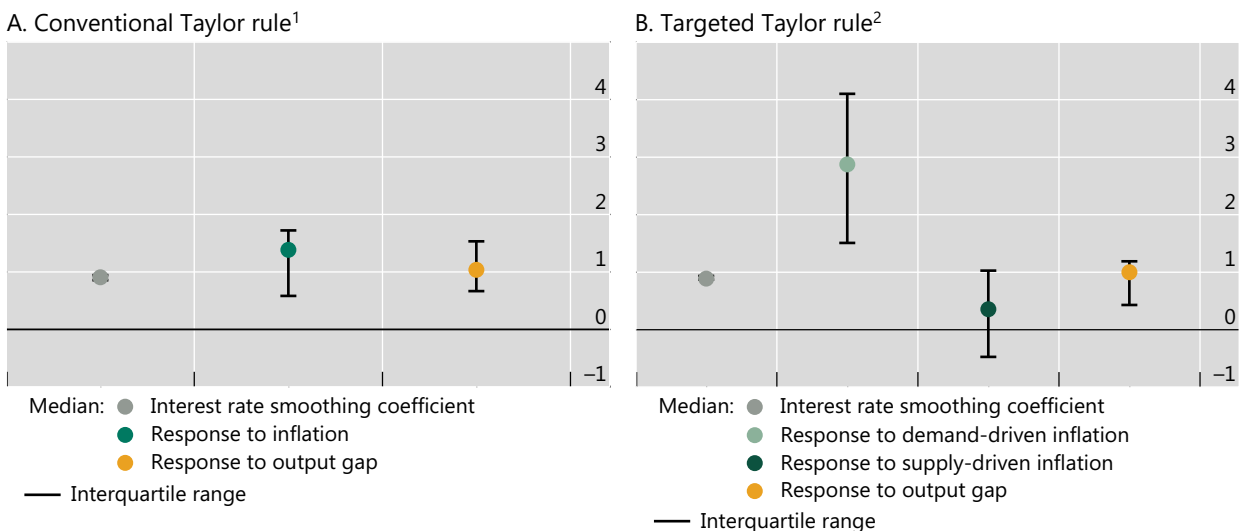 A. Conventional Taylor rule¹
4
3
2
1
0
–1
Median: Interest rate smoothing coefficient
Response to inflation
Response to output gap
Interquartile range
B. Targeted Taylor rule²
4
3
2
1
0
–1
Median: Interest rate smoothing coefficient
Response to demand-driven inflation
Response to supply-driven inflation
Response to output gap
Interquartile range